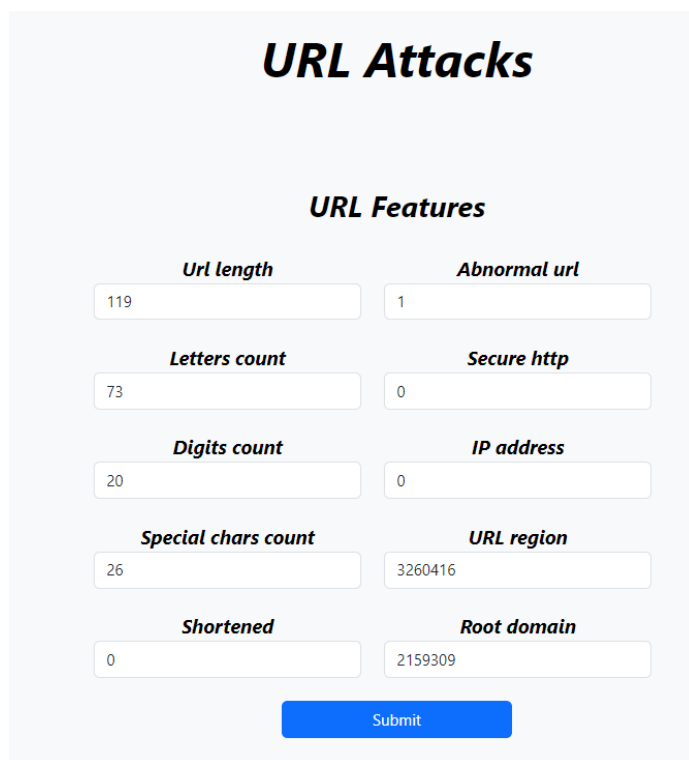 URL Attacks
URL Features
Url length Abnormal url
119 1
Letters count Secure http
73 0
Digits count IP address
20 0
Special chars count URL region
26 3260416
Shortened Root domain
0 2159309
Submit